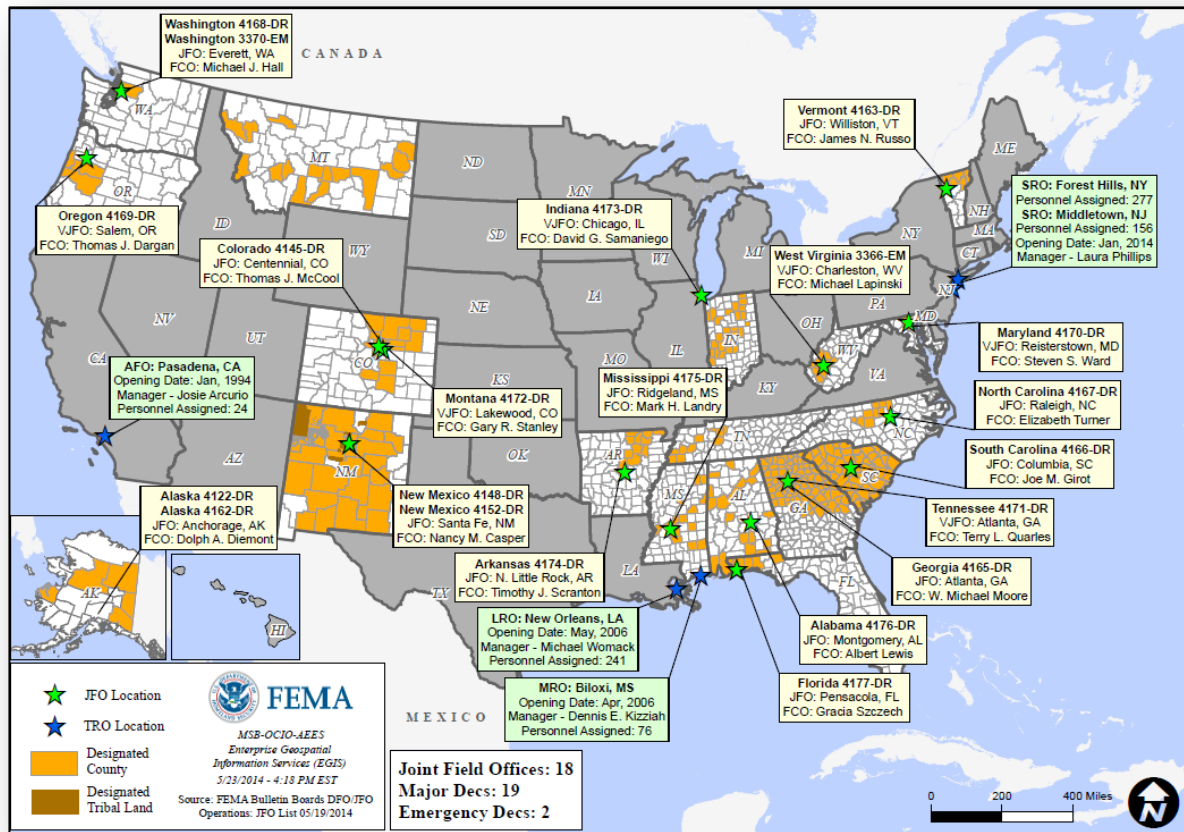 Washington 4168-DR
Washington 3370-EM
JFO: Everett, WA
FCO: Michael J. Hall
CANADA
WA
OR
MT
ID
ND
MN
SD
WY
NV
UT
CA
AZ
CO
NM
NE
KS
OK
TX
IA
MO
WI
IL
MI
IN
OH
KY
TN
AR
LA
MS
AL
GA
FL
SC
NC
VA
WV
MD
PA
NJ
NY
CT
MA
NH
ME
AK
HI
Vermont 4163-DR
JFO: Williston, VT
FCO: James N. Russo
SRO: Forest Hills, NY
Personnel Assigned: 277
SRO: Middletown, NJ
Personnel Assigned: 156
Opening Date: Jan, 2014
Manager - Laura Phillips
Oregon 4169-DR
VJFO: Salem, OR
FCO: Thomas J. Dargan
Colorado 4145-DR
JFO: Centennial, CO
FCO: Thomas J. McCool
Indiana 4173-DR
VJFO: Chicago, IL
FCO: David G. Samaniego
West Virginia 3366-EM
VJFO: Charleston, WV
FCO: Michael Lapinski
Maryland 4170-DR
VJFO: Reisterstown, MD
FCO: Steven S. Ward
AFO: Pasadena, CA
Opening Date: Jan, 1994
Manager - Josie Arcurio
Personnel Assigned: 24
Montana 4172-DR
VJFO: Lakewood, CO
FCO: Gary R. Stanley
Mississippi 4175-DR
JFO: Ridgeland, MS
FCO: Mark H. Landry
North Carolina 4167-DR
JFO: Raleigh, NC
FCO: Elizabeth Turner
South Carolina 4166-DR
JFO: Columbia, SC
FCO: Joe M. Girot
Alaska 4122-DR
Alaska 4162-DR
JFO: Anchorage, AK
FCO: Dolph A. Diemont
New Mexico 4148-DR
New Mexico 4152-DR
JFO: Santa Fe, NM
FCO: Nancy M. Casper
Tennessee 4171-DR
VJFO: Atlanta, GA
FCO: Terry L. Quarles
Arkansas 4174-DR
JFO: N. Little Rock, AR
FCO: Timothy J. Scranton
Georgia 4165-DR
JFO: Atlanta, GA
FCO: W. Michael Moore
LRO: New Orleans, LA
Opening Date: May, 2006
Manager - Michael Womack
Personnel Assigned: 241
Alabama 4176-DR
JFO: Montgomery, AL
FCO: Albert Lewis
MRO: Biloxi, MS
Opening Date: Apr, 2006
Manager - Dennis E. Kizziah
Personnel Assigned: 76
Florida 4177-DR
JFO: Pensacola, FL
FCO: Gracia Szczech
MEXICO
JFO Location
TRO Location
Designated
County
Designated
Tribal Land
FEMA
MSB-OCIO-AEES
Enterprise Geospatial
Information Services (EGIS)
5/23/2014 - 4:18 PM EST
Source: FEMA Bulletin Boards DFO/JFO
Operations: JFO List 05/19/2014
Joint Field Offices: 18
Major Decs: 19
Emergency Decs: 2
0 200 400 Miles
N